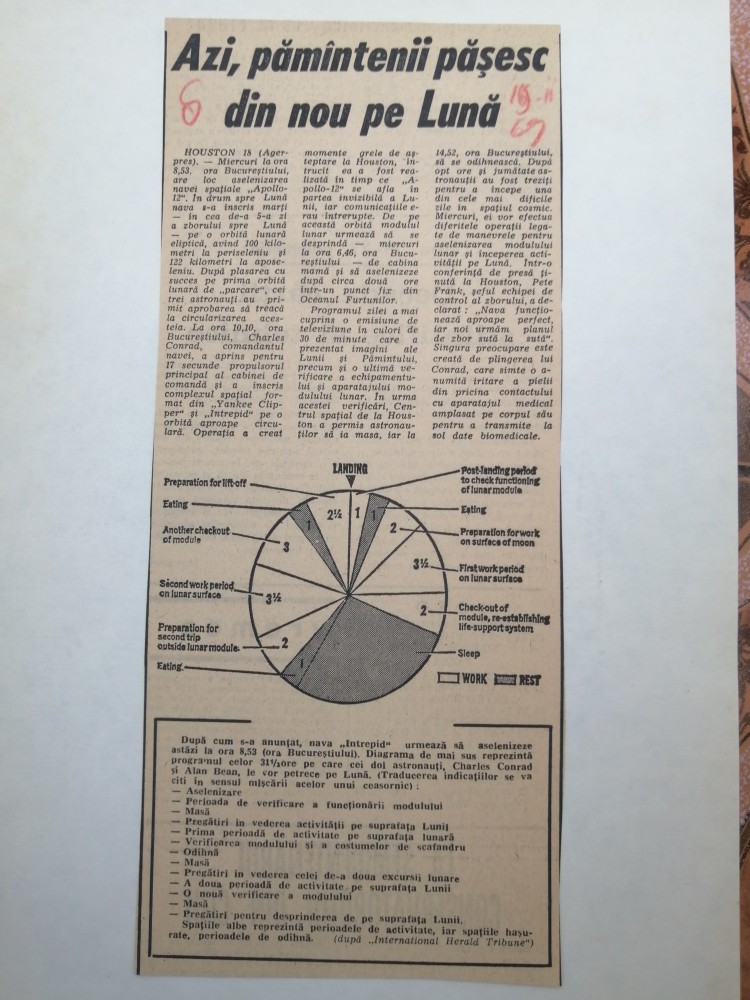 Azi, pămîntenii pășesc
din nou pe Lună
6
69
HOUSTON 18 (Ager-
pres). — Miercuri la ora
8,53, ora Bucureștiului,
are loc aselenizarea
navei spațiale „Apollo-
12". In drum spre Lună
nava s-a înscris marți
— în cea de-a 5-a zi
a zborului spre Lună
— pe o orbită lunară
eliptică, avînd 100 kilo-
metri la periseleniu și
122 kilometri la apose-
leniu. După plasarea cu
succes pe prima orbită
lunară de „parcare", cei
trei astronauți au pri-
mit aprobarea să treacă
la circularizarea aces-
teia. La ora 10,10, ora
Bucureștiului, Charles
Conrad, comandantul
navei, a aprins pentru
17 secunde propulsorul
principal al cabinei de
comandă și a înscris
complexul spațial for-
mat din „Yankee Clip-
per" și „Intrepid" pe o
orbită aproape circu-
lară. Operația a creat
momente grele de aș-
teptare la Houston, în-
trucît ea a fost rea-
lizată în timp ce „A-
pollo-12" se afla în
partea invizibilă a Lu-
nii, iar comunicațiile e-
rau întrerupte. De pe
această orbită modulul
lunar urmează să se
desprindă — miercuri
la ora 6,46, ora Bucu-
reștiului — de cabina
mamă și să aselenizeze
după circa două ore
într-un punct fix din
Oceanul Furtunilor.
Programul zilei a mai
cuprins o emisiune de
televiziune în culori de
30 de minute care a
prezentat imagini ale
Lunii și Pămîntului,
precum și o ultimă ve-
rificare a echipamentu-
lui și aparatajului mo-
dulului lunar. In urma
acestei verificări, Cen-
trul spațial de la Hous-
ton a permis astronau-
ților să ia masa, iar la
14,52, ora Bucureștiului,
să se odihnească. După
opt ore și jumătate as-
tronauții au fost treziți
pentru a începe una
din cele mai dificile
zile în spațiul cosmic.
Miercuri, ei vor efectua
diferitele operații lega-
te de manevrele pentru
aselenizarea modulului
lunar și începerea acti-
vității pe Lună. Intr-o
conferință de presă ți-
nută la Houston, Pete
Frank, șeful echipei de
control al zborului, a de-
clarat : „Nava funcțio-
nează aproape perfect,
iar noi urmăm planul
de zbor sută la sută".
Singura preocupare este
creată de plîngerea lui
Conrad, care simte o a-
numită iritare a pielii
din pricina contactului
cu aparatajul medical
amplasat pe corpul său
pentru a transmite la
sol date biomedicale.
LANDING
Preparation for lift-off
Eating
Another checkout
of module
Second work period
on lunar surface
Preparation for
second trip
outside lunar module
Eating
Post-landing period
to check functioning
of lunar module
Eating
Preparation for work
on surface of moon
First work period
on lunar surface
Check-out of
module, re-establishing
life-support system
Sleep
2½
1
1
1
2
3
3½
3½
2
2
1
WORK
REST
După cum s-a anunțat, nava „Intrepid" urmează să aselenizeze
astăzi la ora 8,53 (ora Bucureștiului). Diagrama de mai sus reprezintă
programul celor 31½ ore pe care cei doi astronauți, Charles Conrad
și Alan Bean, le vor petrece pe Lună. (Traducerea indicațiilor se va
citi în sensul mișcării acelor unui ceasornic) :
— Aselenizare
— Perioada de verificare a funcționării modulului
— Masă
— Pregătiri în vederea activității pe suprafața Lunii
— Prima perioadă de activitate pe suprafața lunară
— Verificarea modulului și a costumelor de scafandru
— Odihnă
— Masă
— Pregătiri în vederea celei de-a doua excursii lunare
— A doua perioadă de activitate pe suprafața Lunii
— O nouă verificare a modulului
— Masă
— Pregătiri pentru desprinderea de pe suprafața Lunii.
Spațiile albe reprezintă perioadele de activitate, iar spațiile hașu-
rate, perioadele de odihnă. (după „International Herald Tribune")